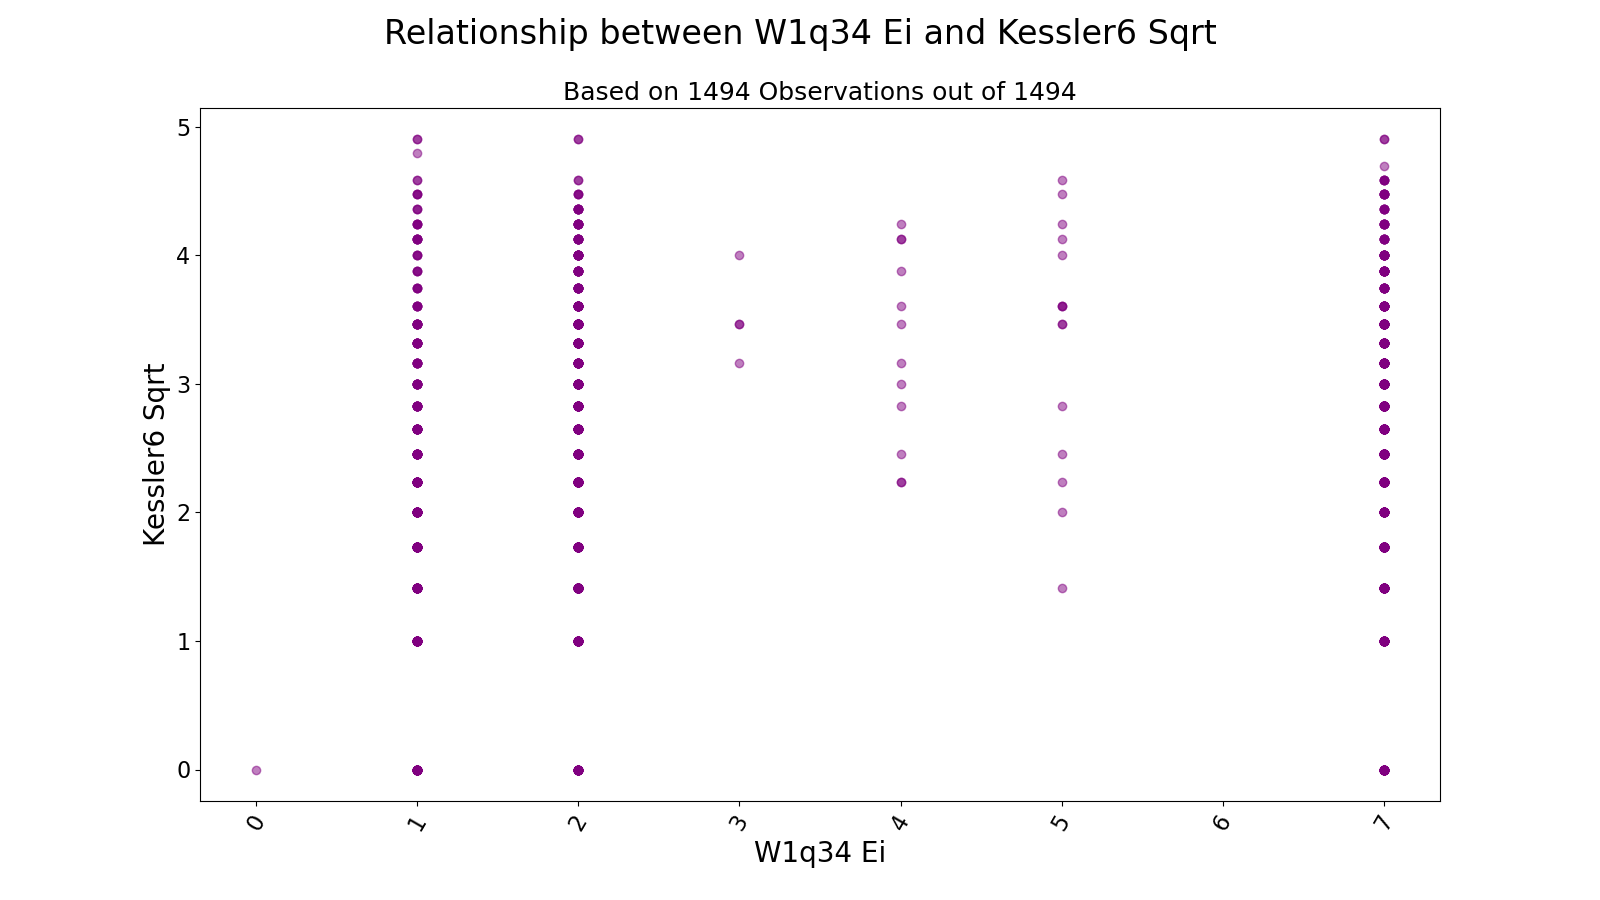 Relationship between W1q34 Ei and Kessler6 Sqrt
Based on 1494 Observations out of 1494
5
4
3
2
1
0
Kessler6 Sqrt
0 1 2 3 4 5 6 7
W1q34 Ei